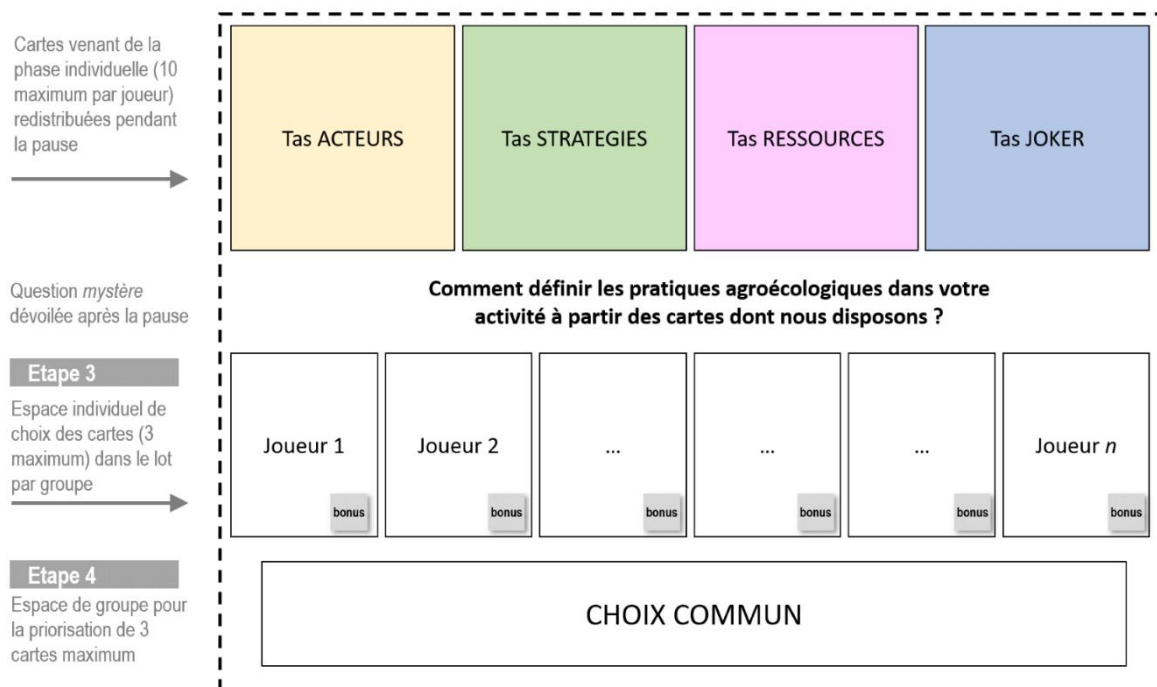 Cartes venant de la
phase individuelle (10
maximum par joueur)
redistribuées pendant
la pause
Tas ACTEURS
Tas STRATEGIES
Tas RESSOURCES
Tas JOKER
Question mystère
dévoilée après la pause
Comment définir les pratiques agroécologiques dans votre
activité à partir des cartes dont nous disposons ?
Etape 3
Espace individuel de
choix des cartes (3
maximum) dans le lot
par groupe
Joueur 1
Joueur 2
...
...
...
Joueur n
bonus
bonus
bonus
bonus
bonus
bonus
Etape 4
Espace de groupe pour
la priorisation de 3
cartes maximum
CHOIX COMMUN